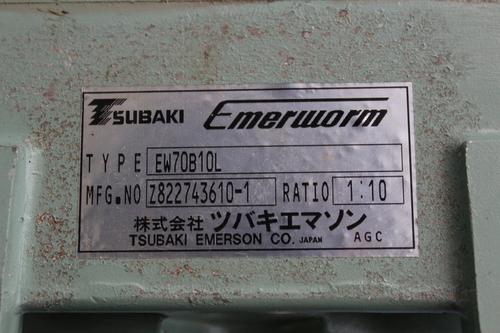 TSUBAKI Emerworm
TYPE EW70B10L
MFG.NO Z822743610-1 RATIO 1:10
株式会社 ツバキエマソン
TSUBAKI EMERSON CO. JAPAN AGC